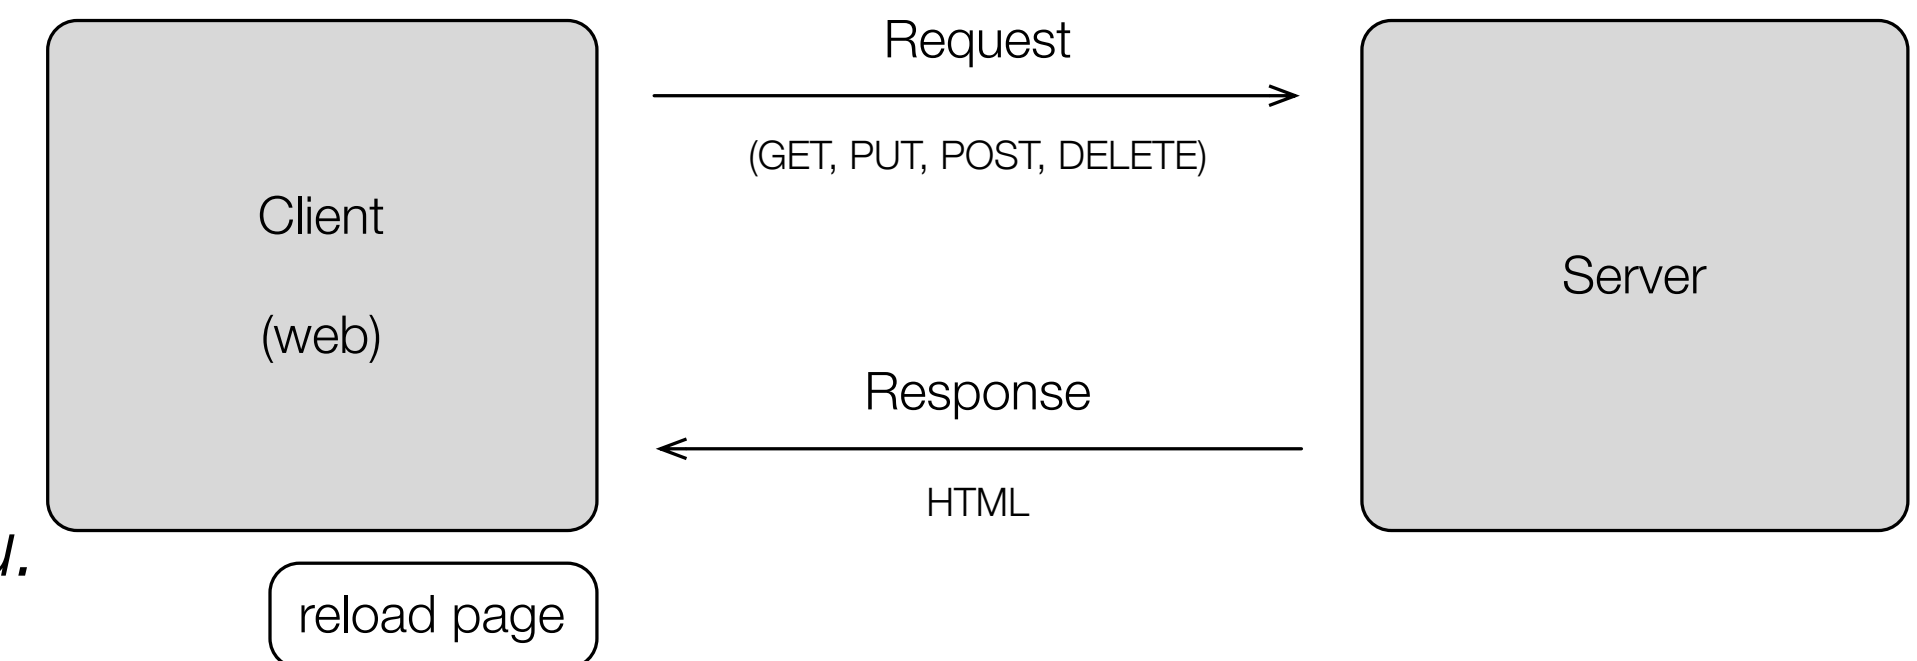 Request
(GET, PUT, POST, DELETE)
Client
(web)
Server
Response
HTML
reload page